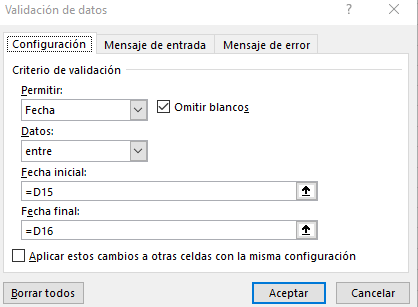 Validación de datos
? ×
Configuración Mensaje de entrada Mensaje de error
Criterio de validación
Permitir:
Fecha Omitir blancos
Datos:
entre
Fecha inicial:
=D15
Fecha final:
=D16
Aplicar estos cambios a otras celdas con la misma configuración
Borrar todos Aceptar Cancelar